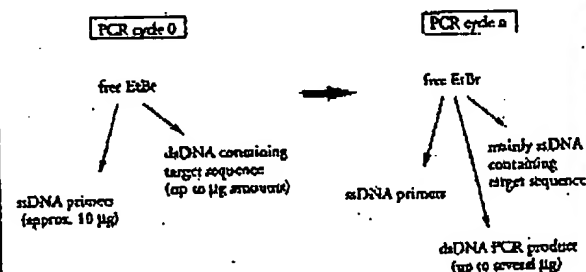 PCR cycle 0
free EtBr
ssDNA primers
(approx. 10 µg)
dsDNA containing
target sequence
(up to µg amounts)
PCR cycle n
free EtBr
ssDNA primers
mainly ssDNA
containing
target sequence
dsDNA PCR product
(up to several µg)